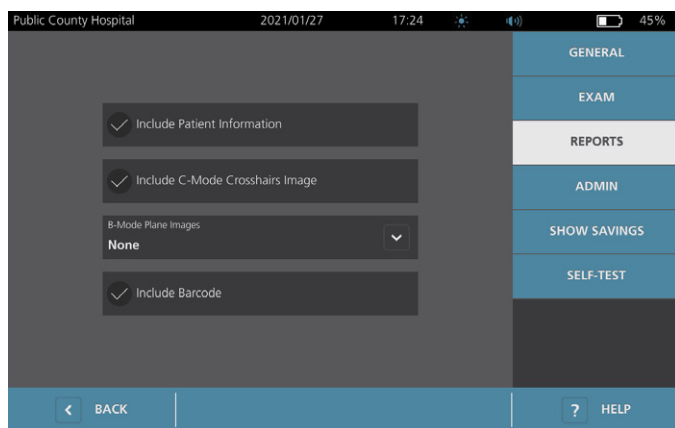 Public County Hospital 2021/01/27 17:24 45%
GENERAL
EXAM
REPORTS
ADMIN
SHOW SAVINGS
SELF-TEST
Include Patient Information
Include C-Mode Crosshairs Image
B-Mode Plane Images
None
Include Barcode
BACK
? HELP